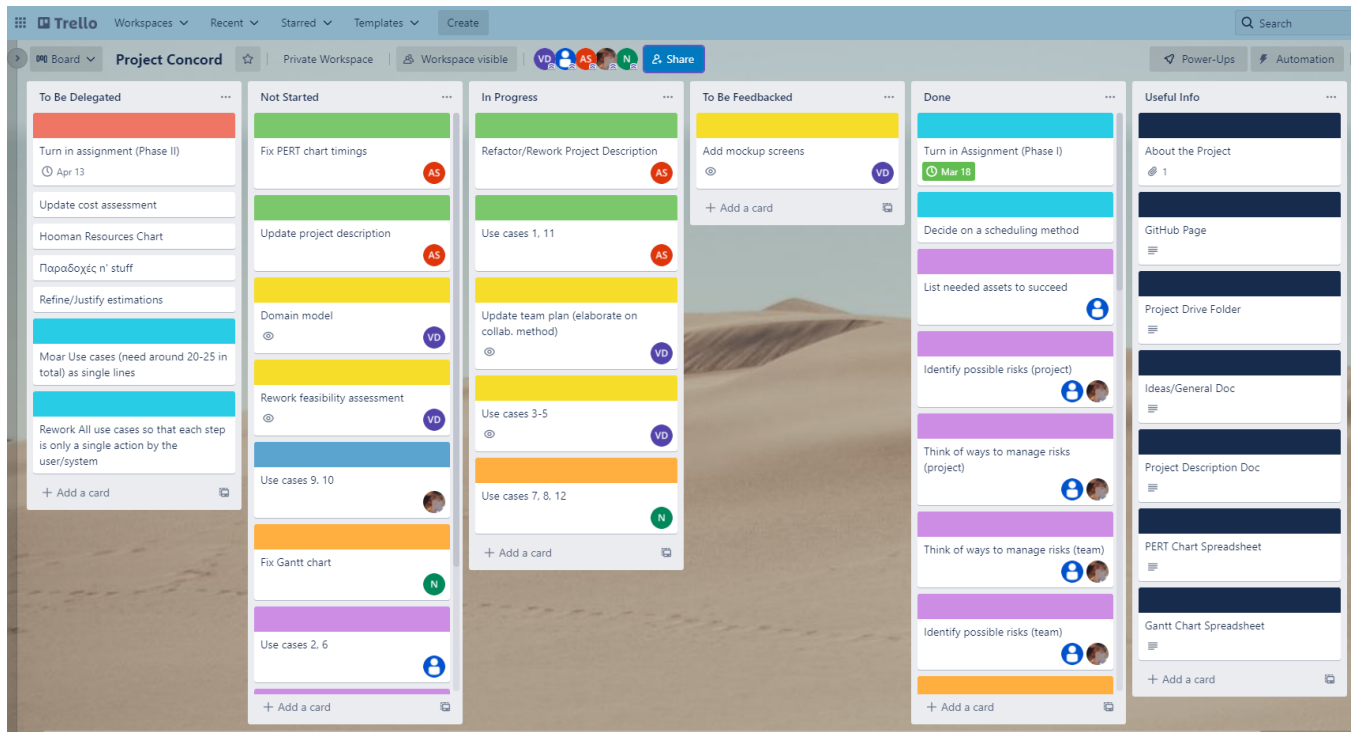 Trello
Workspaces
Recent
Starred
Templates
Create
Search
Board
Project Concord
Private Workspace
Workspace visible
VD
AS
N
Share
Power-Ups
Automation
To Be Delegated
Turn in assignment (Phase II)
Apr 13
Update cost assessment
Hooman Resources Chart
Παραδοχές n' stuff
Refine/Justify estimations
Moar Use cases (need around 20-25 in
total) as single lines
Rework All use cases so that each step
is only a single action by the
user/system
+ Add a card
Not Started
Fix PERT chart timings
AS
Update project description
AS
Domain model
VD
Rework feasibility assessment
VD
Use cases 9, 10
Fix Gantt chart
N
Use cases 2, 6
+ Add a card
In Progress
Refactor/Rework Project Description
AS
Use cases 1, 11
AS
Update team plan (elaborate on
collab. method)
VD
Use cases 3-5
VD
Use cases 7, 8, 12
N
+ Add a card
To Be Feedbacked
Add mockup screens
VD
+ Add a card
Done
Turn in Assignment (Phase I)
Mar 18
Decide on a scheduling method
List needed assets to succeed
Identify possible risks (project)
Think of ways to manage risks
(project)
Think of ways to manage risks (team)
Identify possible risks (team)
+ Add a card
Useful Info
About the Project
1
GitHub Page
Project Drive Folder
Ideas/General Doc
Project Description Doc
PERT Chart Spreadsheet
Gantt Chart Spreadsheet
+ Add a card